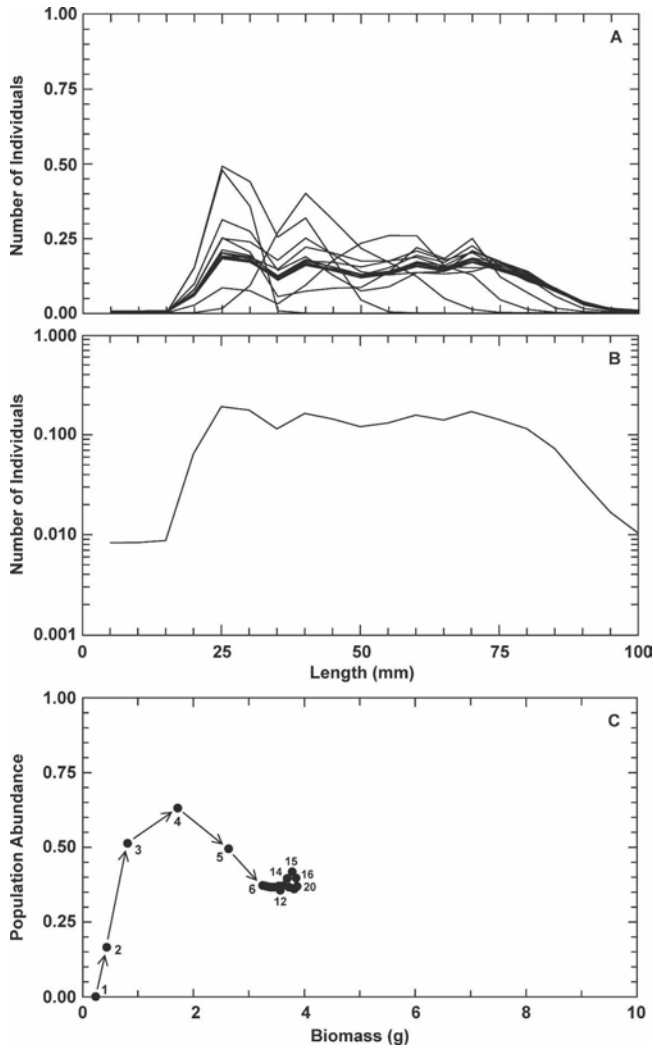 A
1.00
0.75
0.50
0.25
0.00
Number of Individuals
B
1.000
0.100
0.010
0.001
Number of Individuals
0 25 50 75 100
Length (mm)
C
1.00
0.75
0.50
0.25
0.00
Population Abundance
1
2
3
4
5
6
12
14
15
16
20
0 2 4 6 8 10
Biomass (g)